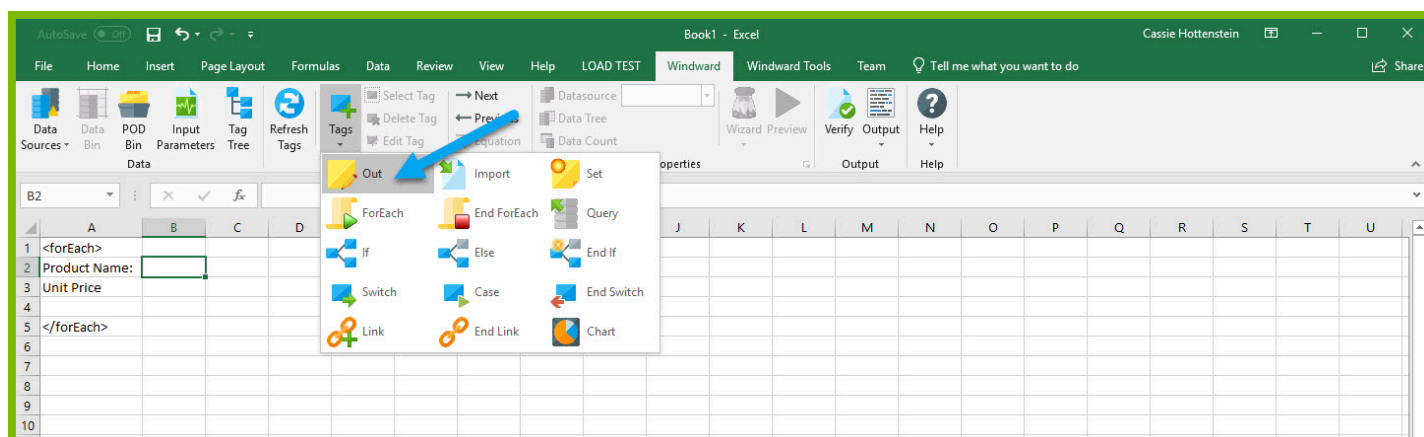 AutoSave Off Book1 - Excel Cassie Hottenstein
File Home Insert Page Layout Formulas Data Review View Help LOAD TEST Windward Windward Tools Team Tell me what you want to do Share
Select Tag Next Datasource
Delete Tag Previous Data Tree
Edit Tag Equation Data Count
Data Sources Data Bin POD Bin Input Parameters Tag Tree Refresh Tags Tags Wizard Preview Verify Output Help
Data operties Output Help
Out Import Set
B2 fx
ForEach End ForEach Query
A B C D J K L M N O P Q R S T U
1 <forEach>
If Else End If
2 Product Name:
3 Unit Price
Switch Case End Switch
4
5 </forEach>
Link End Link Chart
6
7
8
9
10